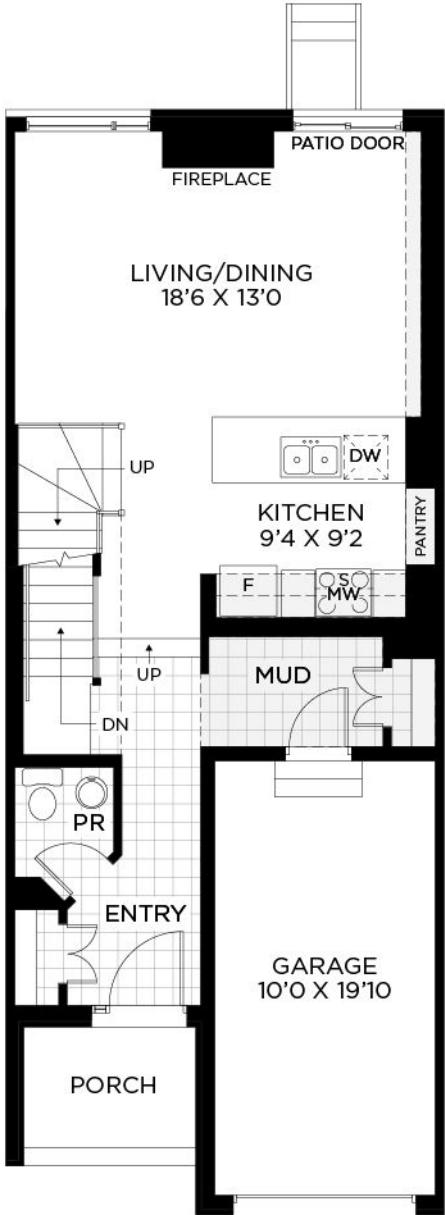 PATIO DOOR
FIREPLACE
LIVING/DINING
18'6 X 13'0
UP
DW
KITCHEN
9'4 X 9'2
PANTRY
F
S
MW
UP
MUD
DN
PR
ENTRY
GARAGE
10'0 X 19'10
PORCH